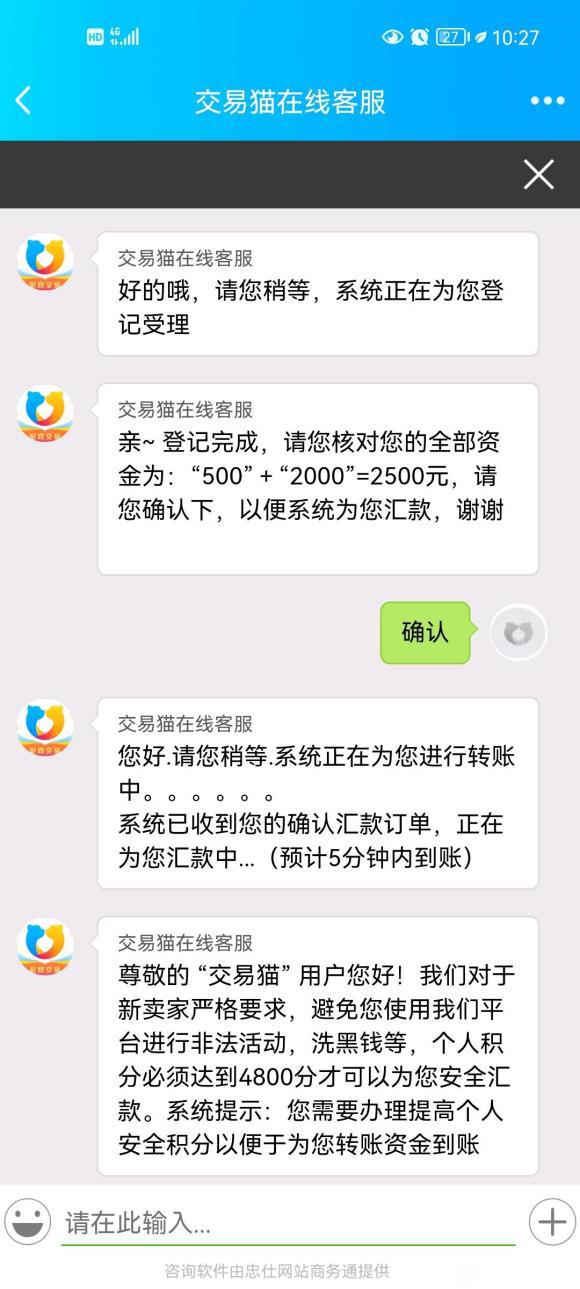 HD 4G 27 10:27
交易猫在线客服
交易猫在线客服
好的哦，请您稍等，系统正在为您登
记受理
交易猫在线客服
亲~ 登记完成，请您核对您的全部资
金为：“500” + “2000”=2500元，请
您确认下，以便系统为您汇款，谢谢
确认
交易猫在线客服
您好.请您稍等.系统正在为您进行转账
中。。。。。。
系统已收到您的确认汇款订单，正在
为您汇款中...（预计5分钟内到账）
交易猫在线客服
尊敬的 “交易猫” 用户您好！我们对于
新卖家严格要求，避免您使用我们平
台进行非法活动，洗黑钱等，个人积
分必须达到4800分才可以为您安全汇
款。系统提示：您需要办理提高个人
安全积分以便于为您转账资金到账
请在此输入...
咨询软件由忠仕网站商务通提供